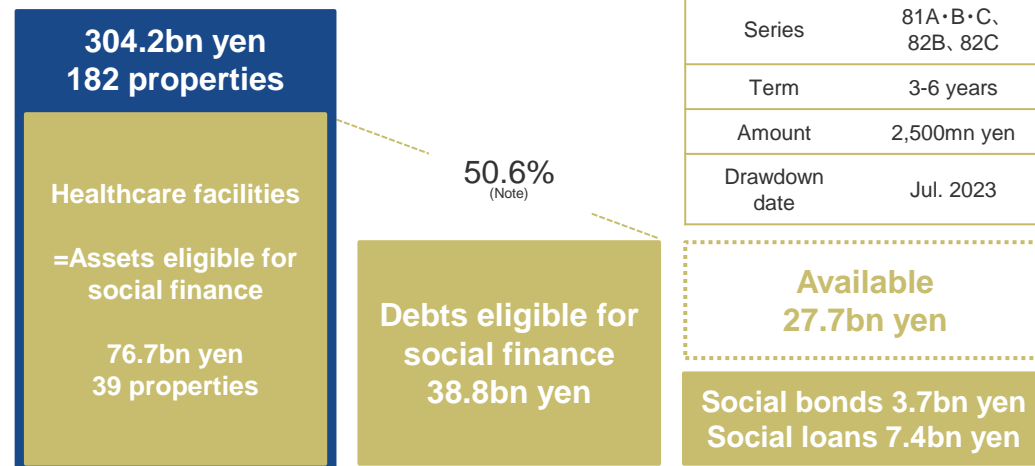 304.2bn yen
182 properties
Healthcare facilities
=Assets eligible for
social finance
76.7bn yen
39 properties
50.6%
(Note)
Debts eligible for
social finance
38.8bn yen
Series 81A・B・C、
82B、82C
Term 3-6 years
Amount 2,500mn yen
Drawdown
date Jul. 2023
Available
27.7bn yen
Social bonds 3.7bn yen
Social loans 7.4bn yen